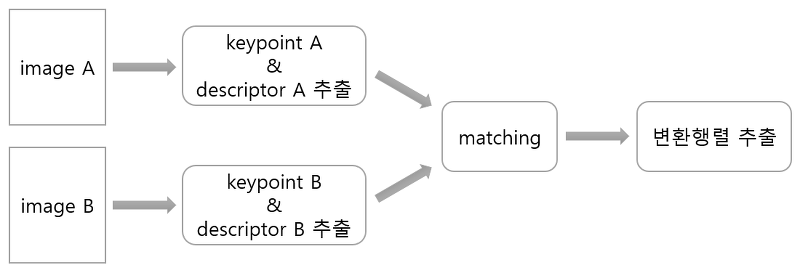 image A
keypoint A
&
descriptor A 추출
matching
변환행렬 추출
image B
keypoint B
&
descriptor B 추출